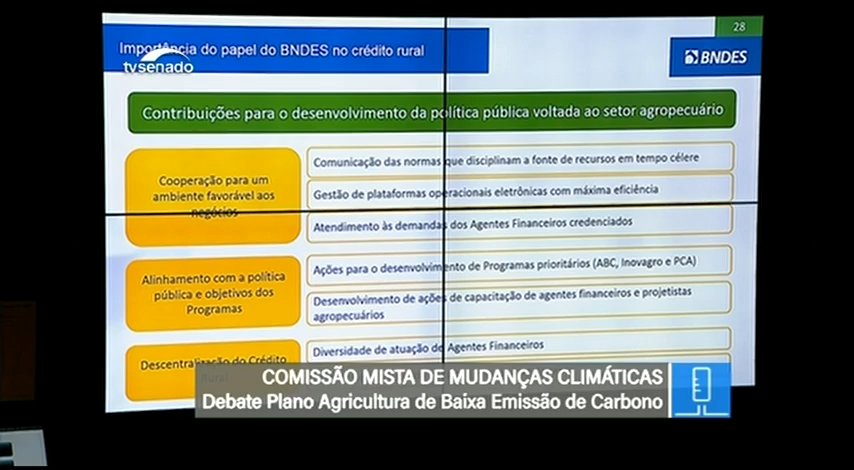 28
Importância do papel do BNDES no crédito rural
tvsenado
BNDES
Contribuições para o desenvolvimento da política pública voltada ao setor agropecuário
Cooperação para um
ambiente favorável aos
negócios
Comunicação das normas que disciplinam a fonte de recursos em tempo célere
Gestão de plataformas operacionais eletrônicas com máxima eficiência
Atendimento às demandas dos Agentes Financeiros credenciados
Alinhamento com a política
pública e objetivos dos
Programas
Ações para o desenvolvimento de Programas prioritários (ABC, Inovagro e PCA)
Desenvolvimento de ações de capacitação de agentes financeiros e projetistas
agropecuários
Descentralização do Crédito
Rural
Diversidade de atuação de Agentes Financeiros
COMISSÃO MISTA DE MUDANÇAS CLIMÁTICAS
Debate Plano Agricultura de Baixa Emissão de Carbono